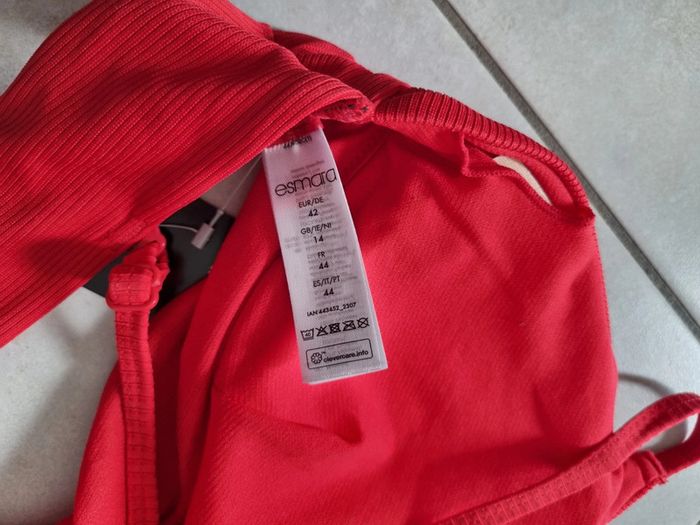 esmara
EUR/DE
42
GB/IE/NI
14
FR
44
ES/IT/PT
44
IAN 443452_2307
clevercare.info